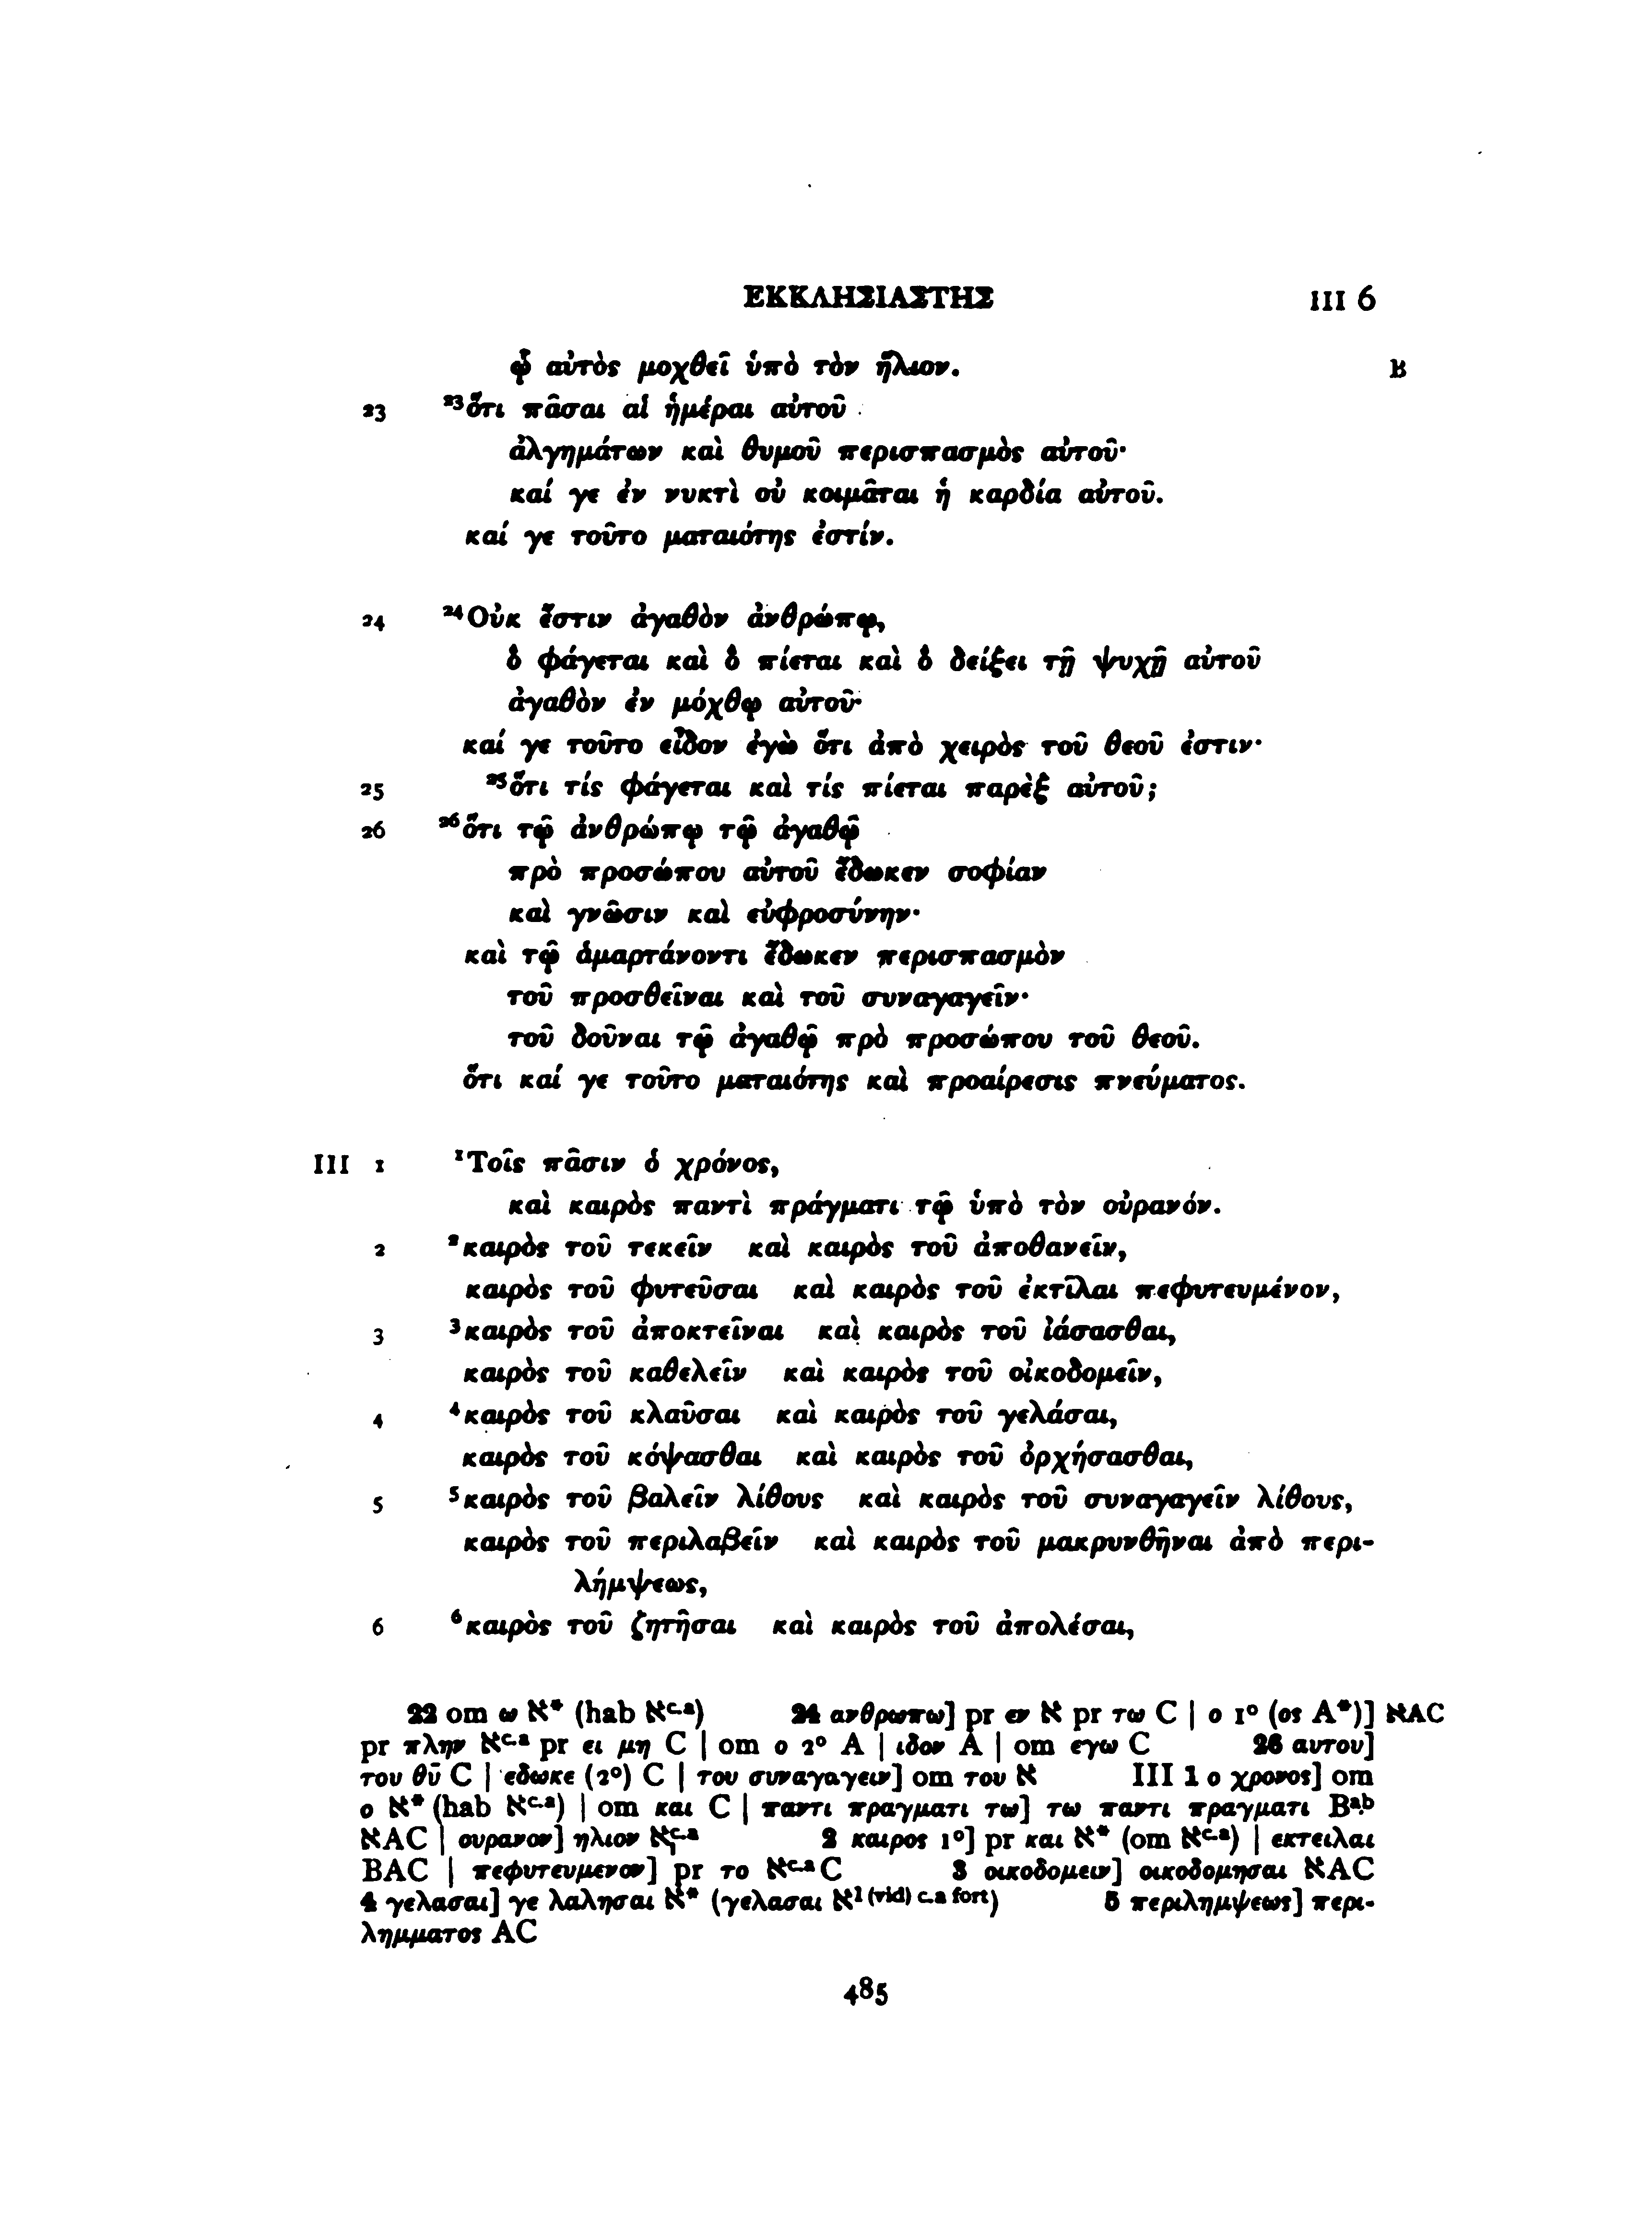 ΕΚΚΛΗΣΙΑΣΤΗΣ III 6
ᾧ αὐτὸς μοχθεῖ ὑπὸ τὸν ἥλιον. B
23 ²³ὅτι πᾶσαι αἱ ἡμέραι αὐτοῦ
ἀλγημάτων καὶ θυμοῦ περισπασμὸς αὐτοῦ·
καί γε ἐν νυκτὶ οὐ κοιμᾶται ἡ καρδία αὐτοῦ.
καί γε τοῦτο ματαιότης ἐστίν.
24 ²⁴Οὐκ ἔστιν ἀγαθὸν ἀνθρώπῳ,
ὃ φάγεται καὶ ὃ πίεται καὶ ὃ δείξει τῇ ψυχῇ αὐτοῦ
ἀγαθὸν ἐν μόχθῳ αὐτοῦ·
καί γε τοῦτο εἶδον ἐγὼ ὅτι ἀπὸ χειρὸς τοῦ θεοῦ ἐστιν·
25 ²⁵ὅτι τίς φάγεται καὶ τίς πίεται παρὲξ αὐτοῦ;
26 ²⁶ὅτι τῷ ἀνθρώπῳ τῷ ἀγαθῷ
πρὸ προσώπου αὐτοῦ ἔδωκεν σοφίαν
καὶ γνῶσιν καὶ εὐφροσύνην·
καὶ τῷ ἁμαρτάνοντι ἔδωκεν περισπασμὸν
τοῦ προσθεῖναι καὶ τοῦ συναγαγεῖν·
τοῦ δοῦναι τῷ ἀγαθῷ πρὸ προσώπου τοῦ θεοῦ.
ὅτι καί γε τοῦτο ματαιότης καὶ προαίρεσις πνεύματος.
III 1 ¹Τοῖς πᾶσιν ὁ χρόνος,
καὶ καιρὸς παντὶ πράγματι τῷ ὑπὸ τὸν οὐρανόν.
2 ²καιρὸς τοῦ τεκεῖν καὶ καιρὸς τοῦ ἀποθανεῖν,
καιρὸς τοῦ φυτεῦσαι καὶ καιρὸς τοῦ ἐκτῖλαι πεφυτευμένον,
3 ³καιρὸς τοῦ ἀποκτεῖναι καὶ καιρὸς τοῦ ἰάσασθαι,
καιρὸς τοῦ καθελεῖν καὶ καιρὸς τοῦ οἰκοδομεῖν,
4 ⁴καιρὸς τοῦ κλαῦσαι καὶ καιρὸς τοῦ γελάσαι,
καιρὸς τοῦ κόψασθαι καὶ καιρὸς τοῦ ὀρχήσασθαι,
5 ⁵καιρὸς τοῦ βαλεῖν λίθους καὶ καιρὸς τοῦ συναγαγεῖν λίθους,
καιρὸς τοῦ περιλαβεῖν καὶ καιρὸς τοῦ μακρυνθῆναι ἀπὸ περι-
λήμψεως,
6 ⁶καιρὸς τοῦ ζητῆσαι καὶ καιρὸς τοῦ ἀπολέσαι,
22 om ω ℵ* (hab ℵᶜ·ᵃ) 24 ανθρωπω] pr εν ℵ pr τω C | ο 1° (ος A*)] ℵAC
pr πλην ℵᶜ·ᵃ pr ει μη C | om ο 2° A | ιδον A | om εγω C 26 αυτου]
του θῡ C | εδωκε (2°) C | του συναγαγειν] om του ℵ III 1 ο χρονος] om
ο ℵ* (hab ℵᶜ·ᵃ) | om και C | παντι πραγματι τω] τω παντι πραγματι Bᵃᵇ
ℵAC | ουρανον] ηλιον ℵᶜ·ᵃ 2 καιρος 1°] pr και ℵ* (om ℵᶜ·ᵃ) | εκτειλαι
BAC | πεφυτευμενον] pr το ℵᶜ·ᵃ C 3 οικοδομειν] οικοδομησαι ℵAC
4 γελασαι] γε λαλησαι ℵ* (γελασαι ℵ¹ ⁽ᵛⁱᵈ⁾ ᶜ·ᵃ ᶠᵒʳᵗ) 5 περιλημψεως] περι-
λημματος AC
485